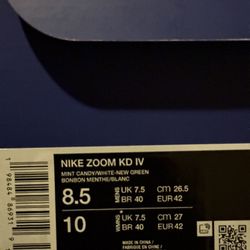 NIKE ZOOM KD IV
MINT CANDY/WHITE-NEW GREEN
BONBON MENTHE/BLANC
8.5 MENS UK 7.5 cm 26.5
BR 40 EUR 42
10 WMNS UK 7.5 cm 27
BR 40 EUR 42
MADE IN CHINA /
FABRIQUE EN CHINE /